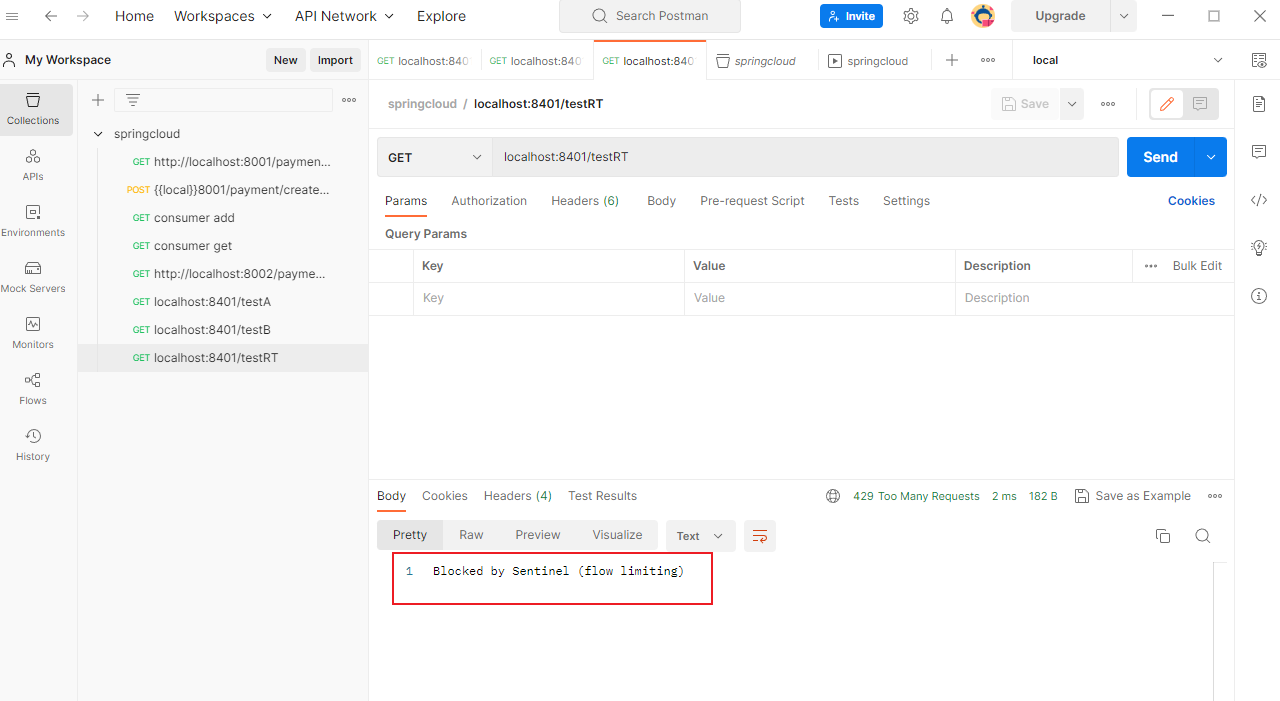 Home Workspaces API Network Explore Search Postman Invite Upgrade
My Workspace New Import GET localhost:840 GET localhost:840 GET localhost:840 springcloud springcloud local
springcloud / localhost:8401/testRT Save
Collections
APIs
Environments
Mock Servers
Monitors
Flows
History
springcloud
GET http://localhost:8001/paymen...
POST {{local}}8001/payment/create...
GET consumer add
GET consumer get
GET http://localhost:8002/payme...
GET localhost:8401/testA
GET localhost:8401/testB
GET localhost:8401/testRT
GET localhost:8401/testRT Send
Params Authorization Headers (6) Body Pre-request Script Tests Settings Cookies
Query Params
Key Value Description Bulk Edit
Key Value Description
Body Cookies Headers (4) Test Results 429 Too Many Requests 2 ms 182 B Save as Example
Pretty Raw Preview Visualize Text
1 Blocked by Sentinel (flow limiting)